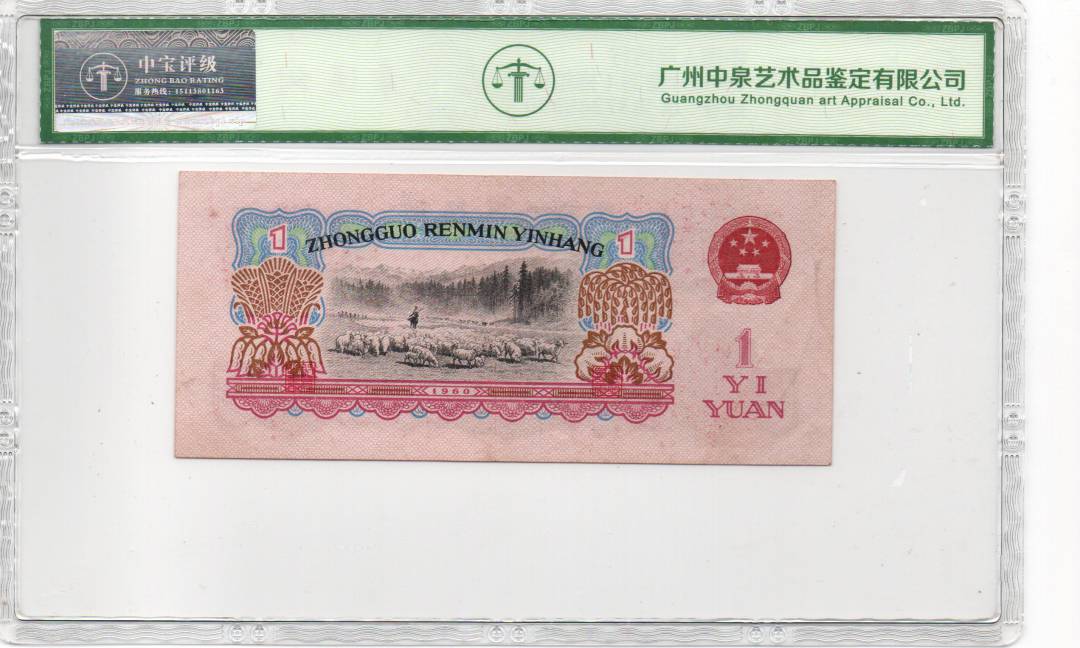 中宝评级
ZHONG BAO RATING
服务热线：15113801163
广州中泉艺术品鉴定有限公司
Guangzhou Zhongquan art Appraisal Co., Ltd.
1
ZHONGGUO RENMIN YINHANG
1
1
YI
YUAN
1960